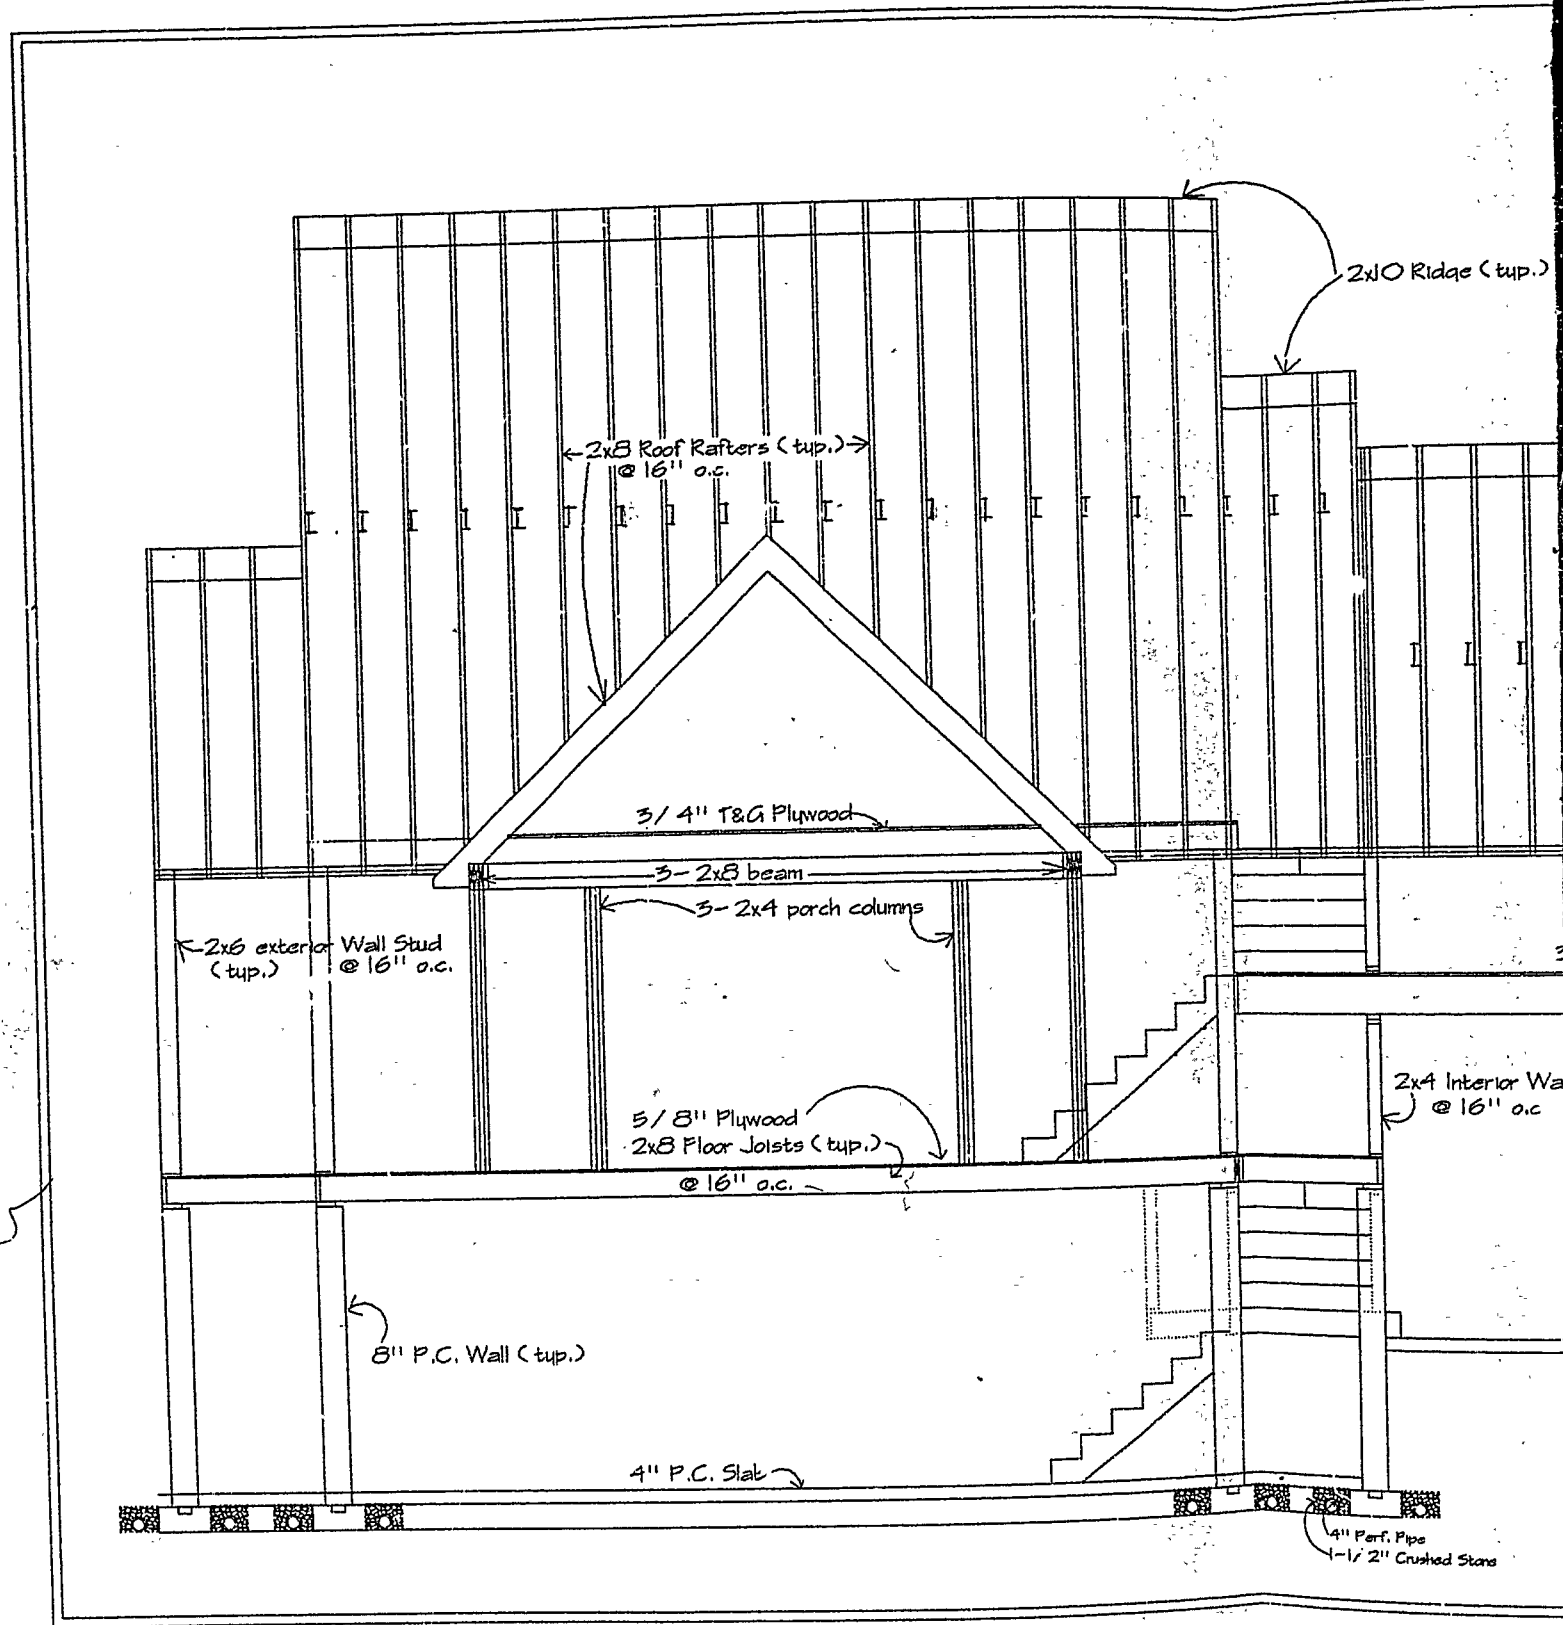 2x10 Ridge (typ.)
2x8 Roof Rafters (typ.)
@ 16" o.c.
3/4" T&G Plywood
3-2x8 beam
3-2x4 porch columns
2x6 exterior Wall Stud
(typ.) @ 16" o.c.
2x4 Interior Wa
@ 16" o.c
5/8" Plywood
2x8 Floor Joists (typ.)
@ 16" o.c.
8" P.C. Wall (typ.)
4" P.C. Slab
4" Perf. Pipe
1-1/2" Crushed Stone